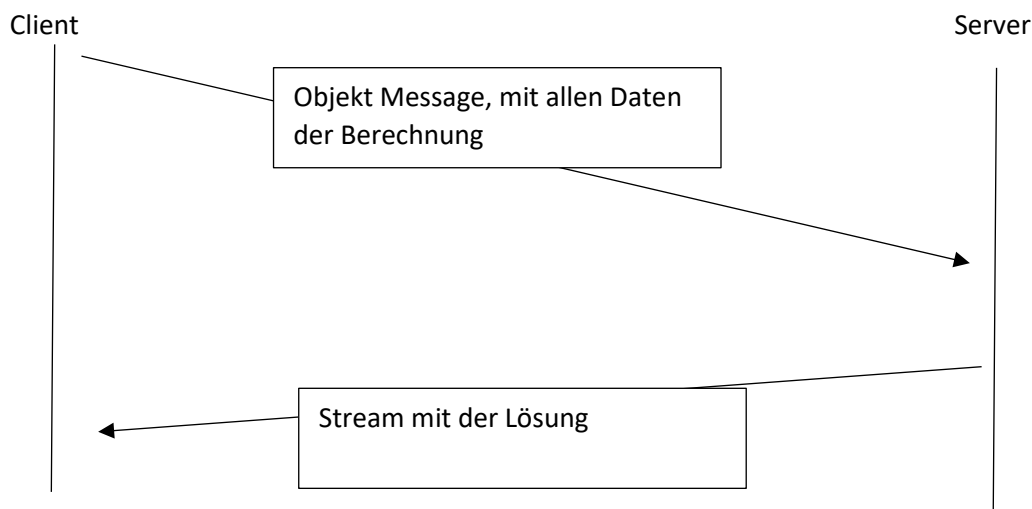 Client
Server
Objekt Message, mit allen Daten
der Berechnung
Stream mit der Lösung